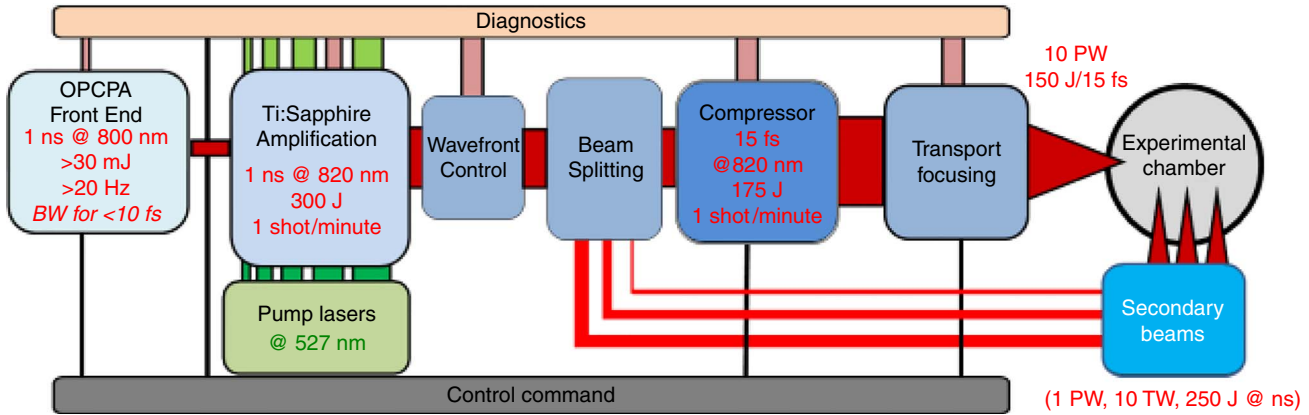 Diagnostics
OPCPA
Front End
1 ns @ 800 nm
>30 mJ
>20 Hz
BW for <10 fs
Ti:Sapphire
Amplification
1 ns @ 820 nm
300 J
1 shot/minute
Pump lasers
@ 527 nm
Wavefront
Control
Beam
Splitting
Compressor
15 fs
@820 nm
175 J
1 shot/minute
Transport
focusing
10 PW
150 J/15 fs
Experimental
chamber
Secondary
beams
(1 PW, 10 TW, 250 J @ ns)
Control command